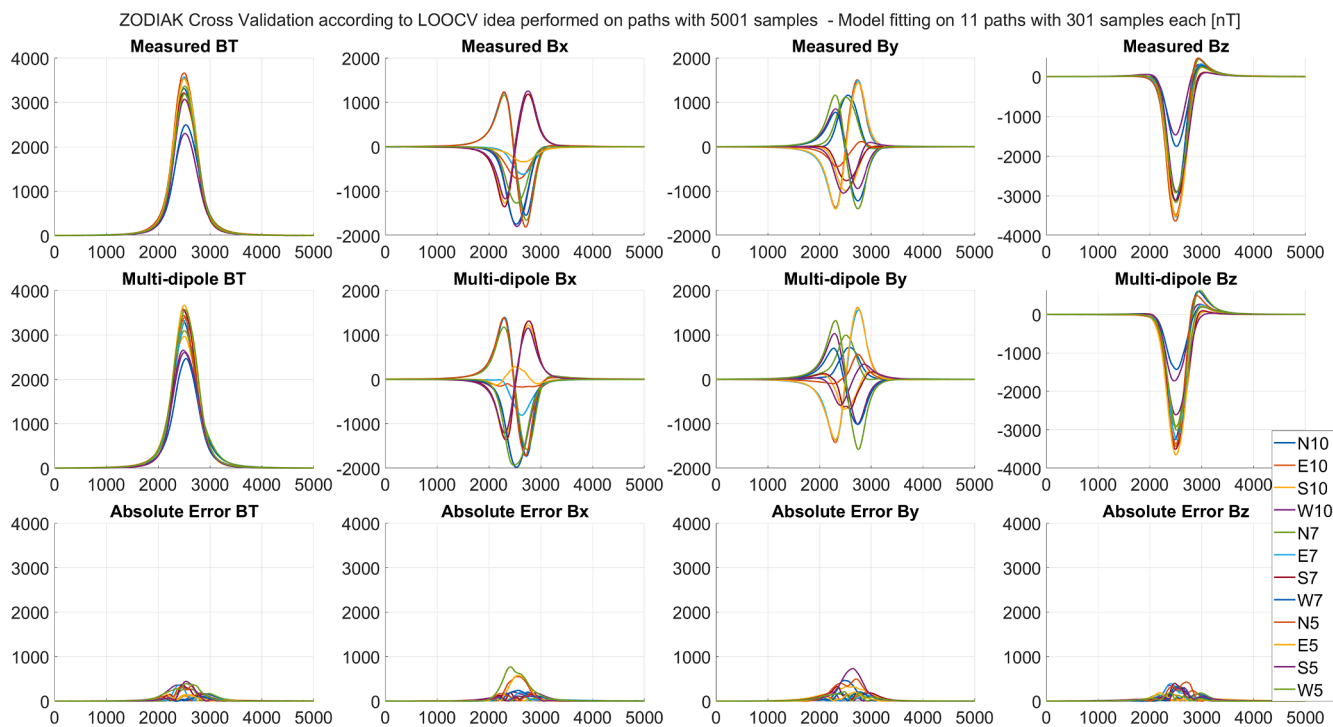 ZODIAK Cross Validation according to LOOCV idea performed on paths with 5001 samples - Model fitting on 11 paths with 301 samples each [nT]
Measured BT
Measured Bx
Measured By
Measured Bz
4000
3000
2000
1000
0
0 1000 2000 3000 4000 5000
2000
1000
0
-1000
-2000
0 1000 2000 3000 4000 5000
2000
1000
0
-1000
-2000
0 1000 2000 3000 4000 5000
0
-1000
-2000
-3000
-4000
0 1000 2000 3000 4000 5000
Multi-dipole BT
Multi-dipole Bx
Multi-dipole By
Multi-dipole Bz
4000
3000
2000
1000
0
0 1000 2000 3000 4000 5000
2000
1000
0
-1000
-2000
0 1000 2000 3000 4000 5000
2000
1000
0
-1000
-2000
0 1000 2000 3000 4000 5000
0
-1000
-2000
-3000
-4000
0 1000 2000 3000 4000
Absolute Error BT
Absolute Error Bx
Absolute Error By
Absolute Error Bz
4000
3000
2000
1000
0
0 1000 2000 3000 4000 5000
4000
3000
2000
1000
0
0 1000 2000 3000 4000 5000
4000
3000
2000
1000
0
0 1000 2000 3000 4000 5000
4000
3000
2000
1000
0
0 1000 2000 3000 4000 5000
N10
E10
S10
W10
N7
E7
S7
W7
N5
E5
S5
W5